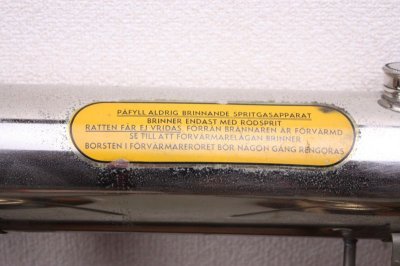 PÅFYLL ALDRIG BRINNANDE SPRITGASAPPARAT
BRINNER ENDAST MED RÖDSPRIT
RATTEN FÅR EJ VRIDAS FÖRRÄN BRÄNNAREN ÄR FÖRVÄRMD
SE TILL ATT FÖRVÄRMARELÅGAN BRINNER
BORSTEN I FÖRVÄRMARERÖRET BÖR NÅGON GÅNG RENGÖRAS